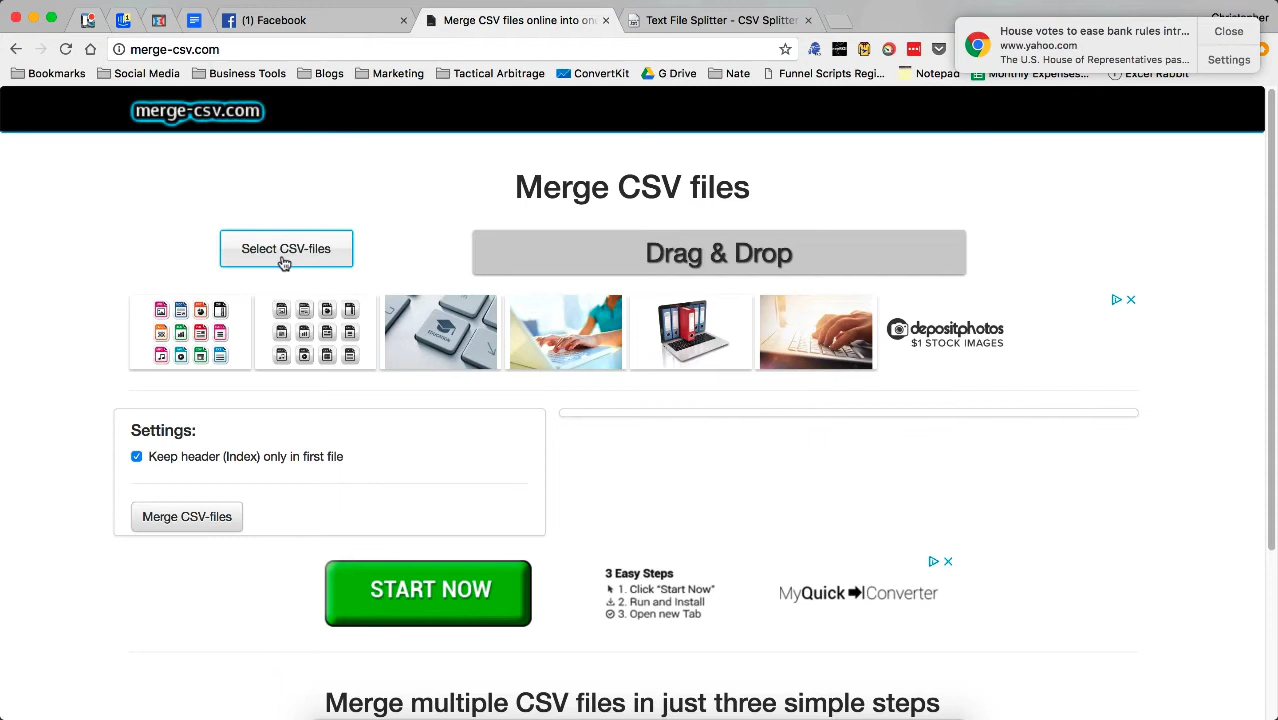 (1) Facebook
Merge CSV files online into one
Text File Splitter - CSV Splitter
Christopher
House votes to ease bank rules intr...
www.yahoo.com
The U.S. House of Representatives pas...
Close
Settings
merge-csv.com
Bookmarks
Social Media
Business Tools
Blogs
Marketing
Tactical Arbitrage
ConvertKit
G Drive
Nate
Funnel Scripts Regi...
Notepad
Monthly Expenses...
Excel Rabbit
merge-csv.com
Merge CSV files
Select CSV-files
Drag & Drop
depositphotos
$1 STOCK IMAGES
Settings:
Keep header (Index) only in first file
Merge CSV-files
START NOW
3 Easy Steps
1. Click "Start Now"
2. Run and Install
3. Open new Tab
MyQuick Converter
Merge multiple CSV files in just three simple steps